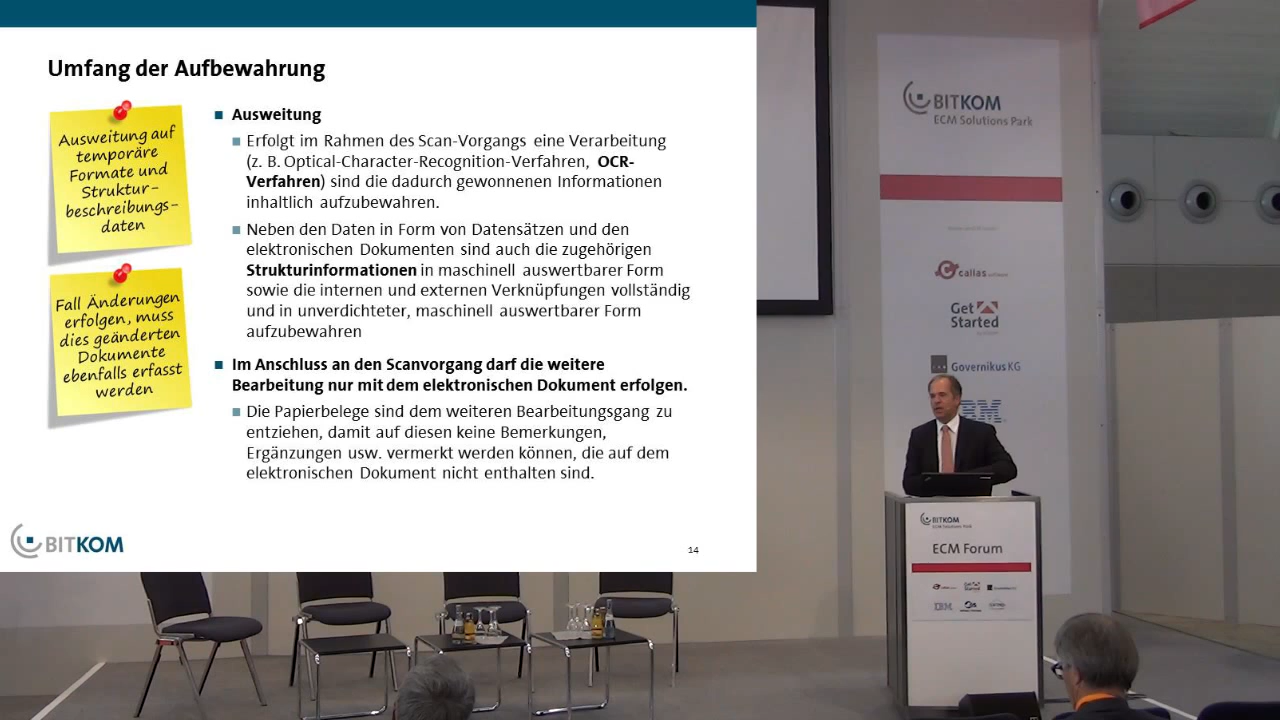 Umfang der Aufbewahrung
Ausweitung auf
temporäre
Formate und
Struktur-
beschreibungs-
daten
Fall Änderungen
erfolgen, muss
dies geänderten
Dokumente
ebenfalls erfasst
werden
Ausweitung
Erfolgt im Rahmen des Scan-Vorgangs eine Verarbeitung
(z. B. Optical-Character-Recognition-Verfahren, OCR-
Verfahren) sind die dadurch gewonnenen Informationen
inhaltlich aufzubewahren.
Neben den Daten in Form von Datensätzen und den
elektronischen Dokumenten sind auch die zugehörigen
Strukturinformationen in maschinell auswertbarer Form
sowie die internen und externen Verknüpfungen vollständig
und in unverdichteter, maschinell auswertbarer Form
aufzubewahren
Im Anschluss an den Scanvorgang darf die weitere
Bearbeitung nur mit dem elektronischen Dokument erfolgen.
Die Papierbelege sind dem weiteren Bearbeitungsgang zu
entziehen, damit auf diesen keine Bemerkungen,
Ergänzungen usw. vermerkt werden können, die auf dem
elektronischen Dokument nicht enthalten sind.
BITKOM
14
BITKOM
ECM Solutions Park
callas software
Get
Started
Governikus KG
IBM
BITKOM
ECM Solutions Park
ECM Forum
IBM